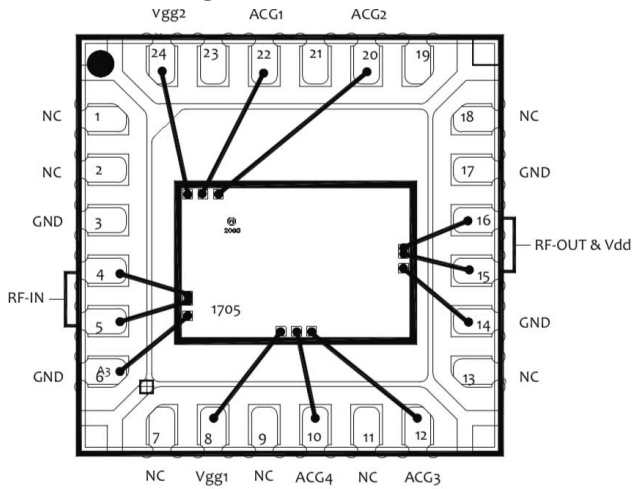 Vgg2 ACG1 ACG2
24 23 22 21 20 19
NC 1 18 NC
NC 2 17 GND
GND 3 16
RF-OUT & Vdd
4 15
RF-IN
5 14 GND
GND 6 A3 13 NC
2008
1705
7 8 9 10 11 12
NC Vgg1 NC ACG4 NC ACG3